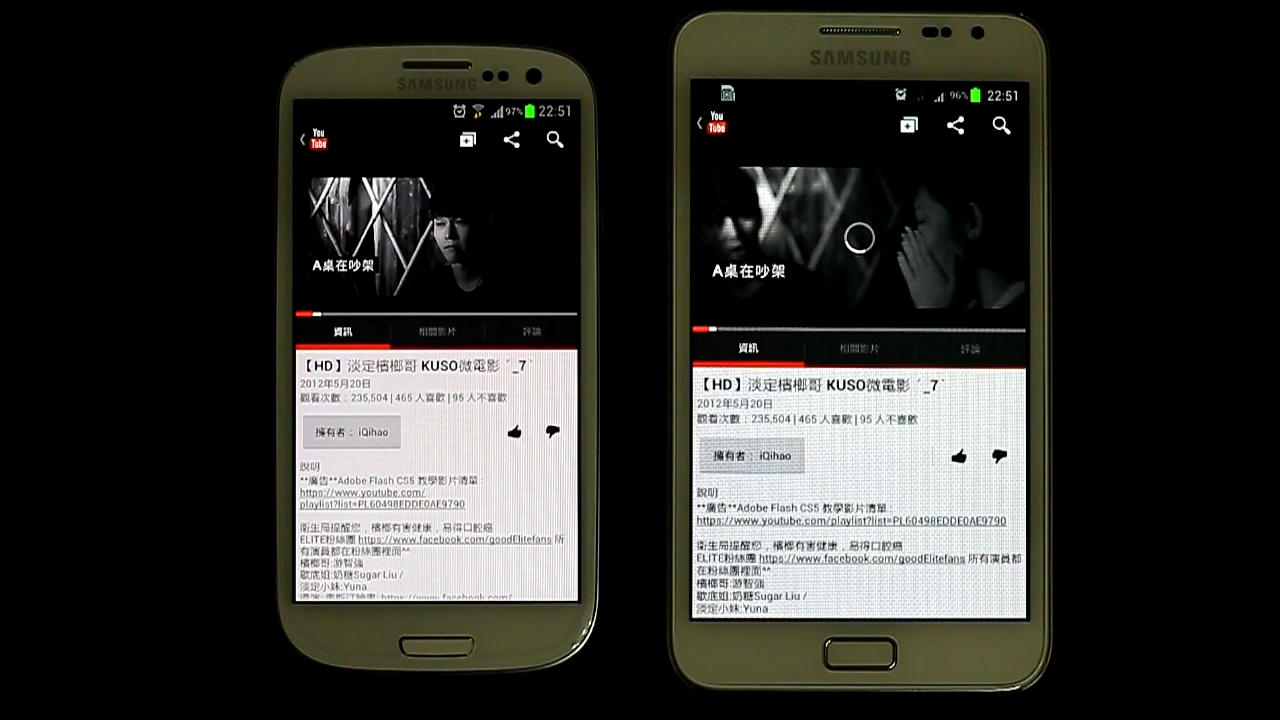 SAMSUNG
97% 22:51
You
Tube
A桌在吵架
資訊 相關影片 評論
【HD】淡定檳榔哥 KUSO微電影 ˊ_7ˋ
2012年5月20日
觀看次數：235,504 | 465 人喜歡 | 95 人不喜歡
擁有者： iQihao
說明
**廣告**Adobe Flash CS5 教學影片清單：
https://www.youtube.com/
playlist?list=PL60498EDDE0AE9790
衛生局提醒您，檳榔有害健康，易得口腔癌
ELITE粉絲團 https://www.facebook.com/goodElitefans 所
有演員都在粉絲團裡面^^
檳榔哥:游智強
歇底姐:奶糖Sugar Liu /
淡定小妹:Yuna
https://www.facebook.com/
SAMSUNG
96% 22:51
You
Tube
A桌在吵架
資訊 相關影片 評論
【HD】淡定檳榔哥 KUSO微電影 ˊ_7ˋ
2012年5月20日
觀看次數：235,504 | 465 人喜歡 | 95 人不喜歡
擁有者： iQihao
說明
**廣告**Adobe Flash CS5 教學影片清單：
https://www.youtube.com/playlist?list=PL60498EDDE0AE9790
衛生局提醒您，檳榔有害健康，易得口腔癌
ELITE粉絲團 https://www.facebook.com/goodElitefans 所有演員都
在粉絲團裡面^^
檳榔哥:游智強
歇底姐:奶糖Sugar Liu /
淡定小妹:Yuna